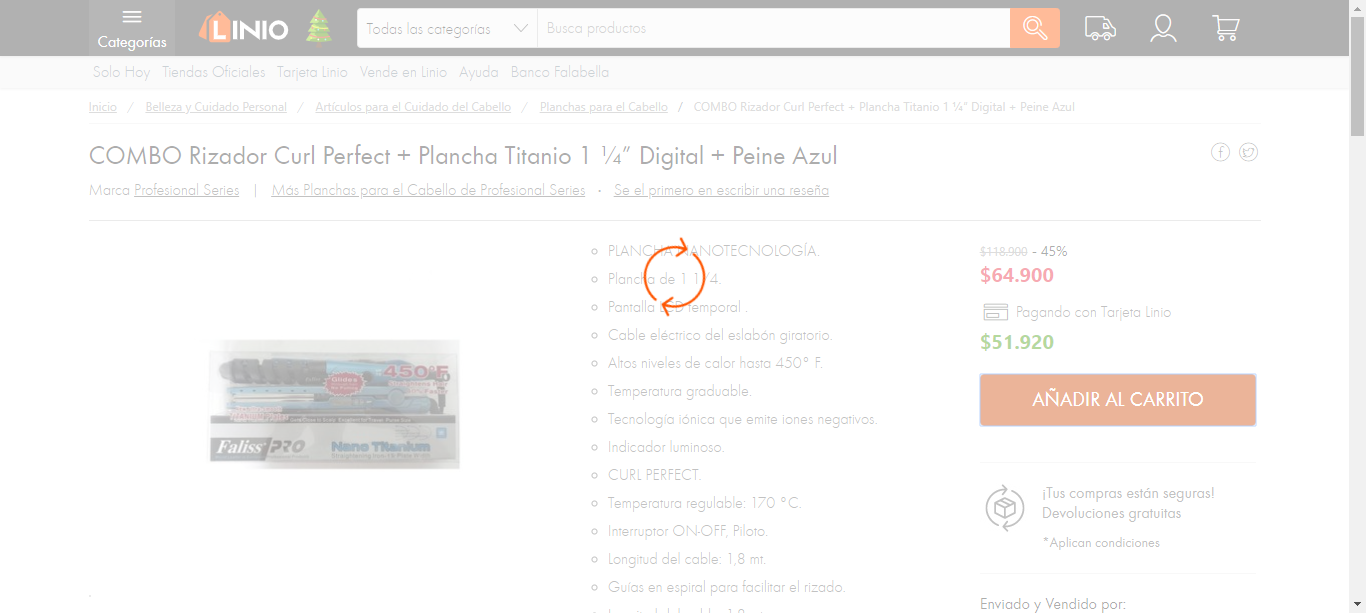 Categorías
LINIO
Todas las categorías
Busca productos
Solo Hoy Tiendas Oficiales Tarjeta Linio Vende en Linio Ayuda Banco Falabella
Inicio / Belleza y Cuidado Personal / Artículos para el Cuidado del Cabello / Planchas para el Cabello / COMBO Rizador Curl Perfect + Plancha Titanio 1 ¼” Digital + Peine Azul
COMBO Rizador Curl Perfect + Plancha Titanio 1 ¼” Digital + Peine Azul
Marca Profesional Series | Más Planchas para el Cabello de Profesional Series · Se el primero en escribir una reseña
450°F
Faliss PRO
Nano Titanium
PLANCHA NANOTECNOLOGÍA.
Plancha de 1 1/4.
Pantalla LCD temporal .
Cable eléctrico del eslabón giratorio.
Altos niveles de calor hasta 450° F.
Temperatura graduable.
Tecnología iónica que emite iones negativos.
Indicador luminoso.
CURL PERFECT.
Temperatura regulable: 170 °C.
Interruptor ON-OFF, Piloto.
Longitud del cable: 1,8 mt.
Guías en espiral para facilitar el rizado.
$118.900 - 45%
$64.900
Pagando con Tarjeta Linio
$51.920
AÑADIR AL CARRITO
¡Tus compras están seguras!
Devoluciones gratuitas
*Aplican condiciones
Enviado y Vendido por: